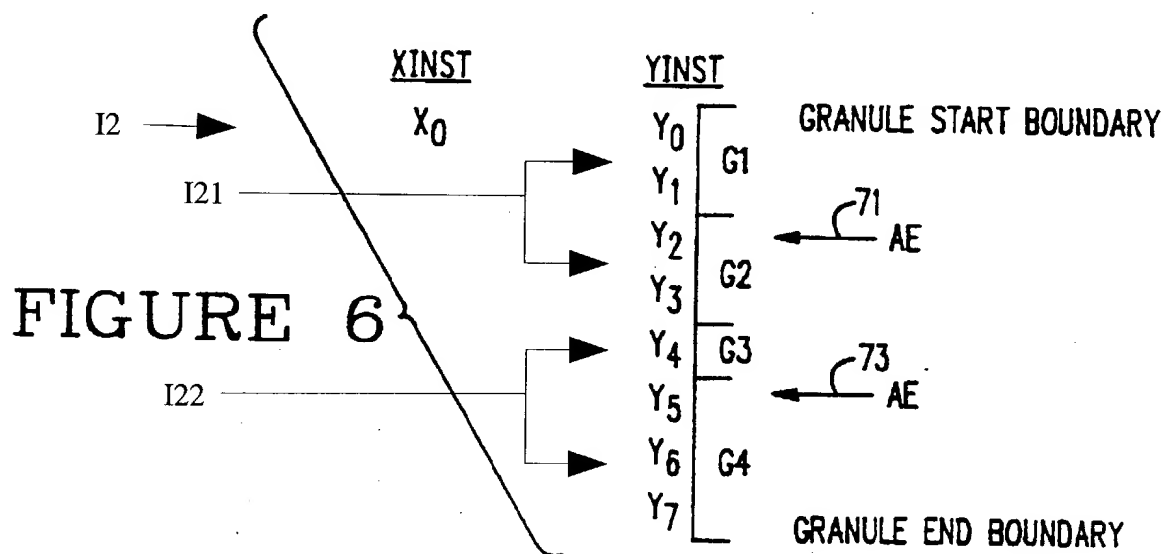 XINST YINST
I2 X0 Y0 GRANULE START BOUNDARY
G1
I21 Y1
71
Y2 AE
G2
Y3
FIGURE 6
Y4 G3
73
I22 Y5 AE
Y6 G4
Y7
GRANULE END BOUNDARY